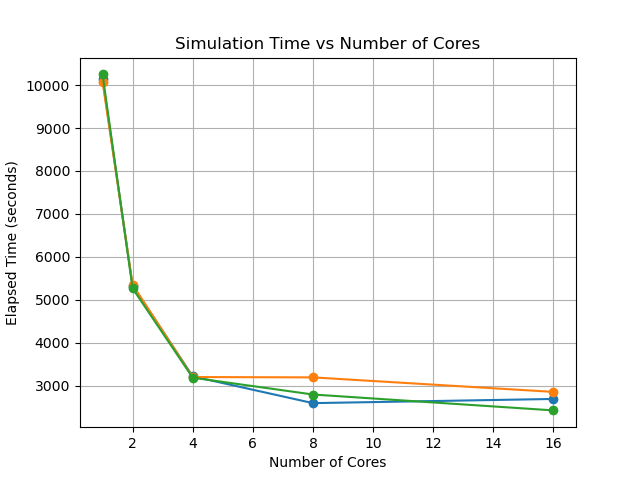 Simulation Time vs Number of Cores
10000
9000
8000
7000
6000
5000
4000
3000
Elapsed Time (seconds)
2 4 6 8 10 12 14 16
Number of Cores